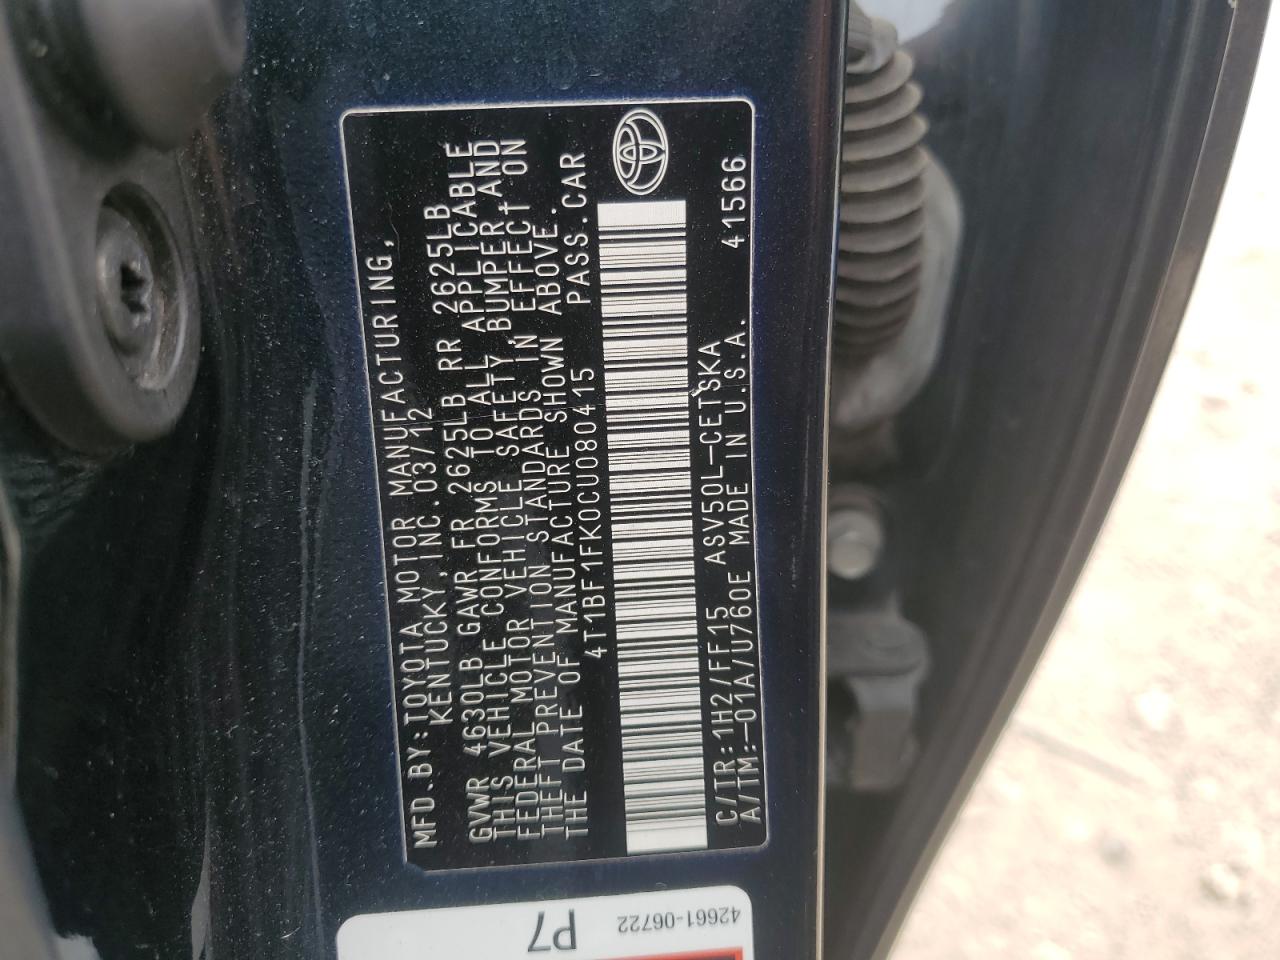 MFD.BY:TOYOTA MOTOR MANUFACTURING,
KENTUCKY,INC.03/12
GVWR 4630LB GAWR FR 2625LB RR 2625LB
THIS VEHICLE CONFORMS TO ALL APPLICABLE
FEDERAL MOTOR VEHICLE SAFETY,BUMPER,AND
THEFT PREVENTION STANDARDS IN EFFECT ON
THE DATE OF MANUFACTURE SHOWN ABOVE.
4T1BF1FK0CU080415 PASS.CAR
C/TR:1H2/FF15 ASV50L-CETSKA 41566
A/TM:-01A/U760E MADE IN U.S.A.
42661-06722
P7